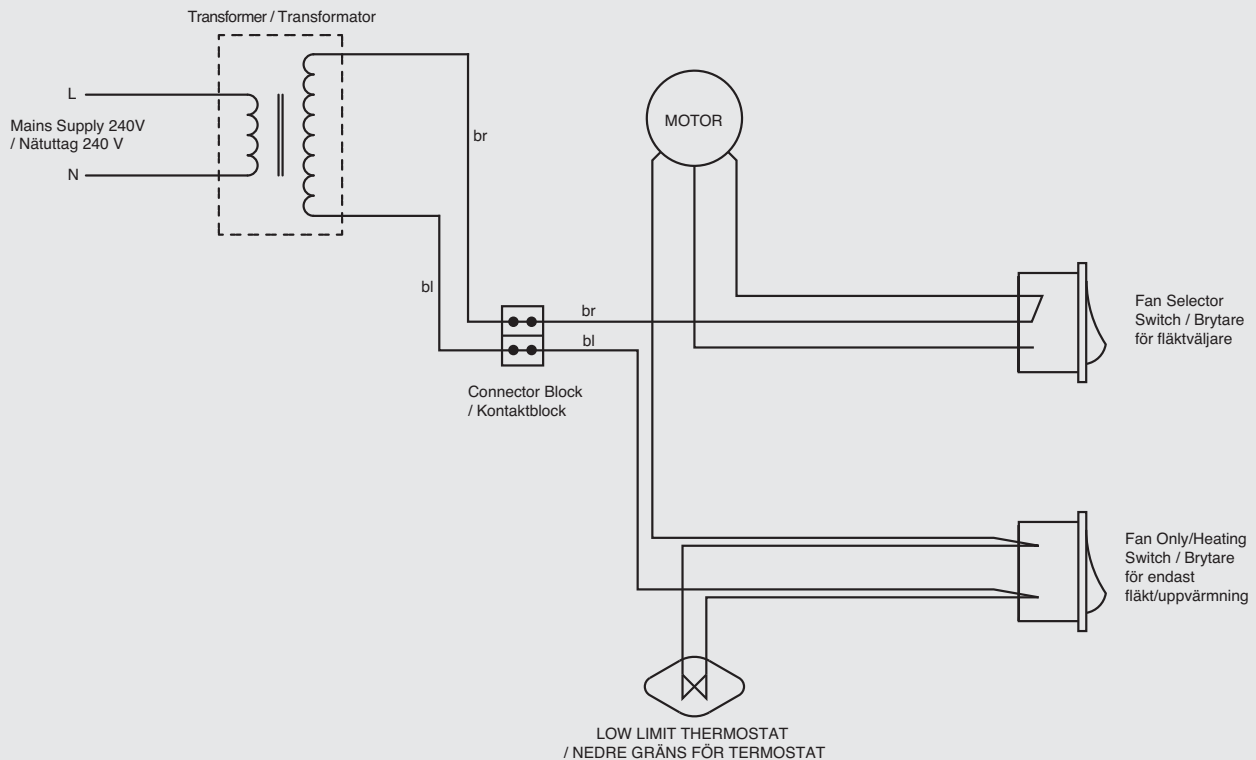 Transformer / Transformator
L
Mains Supply 240V
/ Nätuttag 240 V
N
br
bl
MOTOR
br
bl
Connector Block
/ Kontaktblock
Fan Selector
Switch / Brytare
för fläktväljare
Fan Only/Heating
Switch / Brytare
för endast
fläkt/uppvärmning
LOW LIMIT THERMOSTAT
/ NEDRE GRÄNS FÖR TERMOSTAT